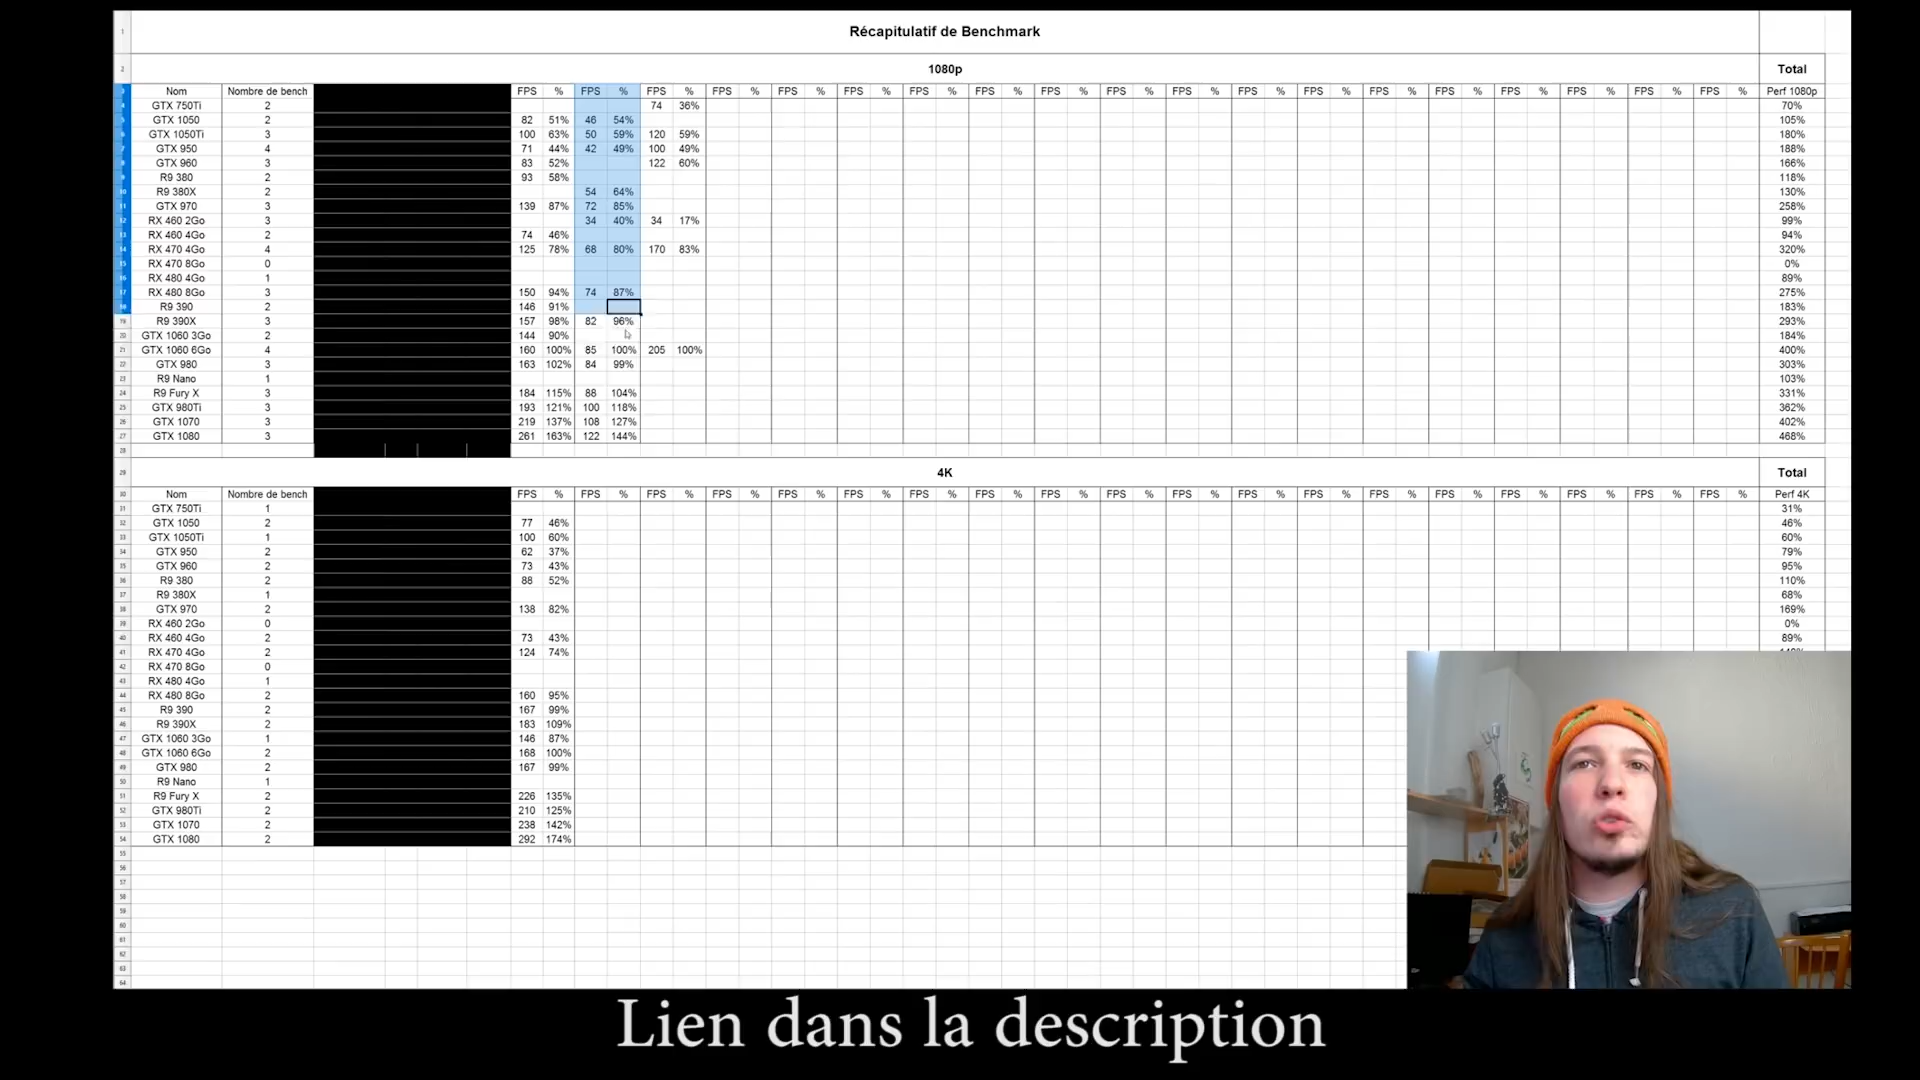 Récapitulatif de Benchmark
1080p Total
Nom Nombre de bench FPS % FPS % FPS % FPS % FPS % FPS % FPS % FPS % FPS % FPS % FPS % FPS % FPS % FPS % FPS % FPS % FPS % FPS % FPS % Perf 1080p
GTX 750Ti 2 74 36% 70%
GTX 1050 2 82 51% 46 54% 105%
GTX 1050Ti 3 100 63% 50 59% 120 59% 180%
GTX 950 4 71 44% 42 49% 100 49% 188%
GTX 960 3 83 52% 122 60% 166%
R9 380 2 93 58% 118%
R9 380X 2 54 64% 130%
GTX 970 3 139 87% 72 85% 258%
RX 460 2Go 3 34 40% 34 17% 99%
RX 460 4Go 2 74 46% 94%
RX 470 4Go 4 125 78% 68 80% 170 83% 320%
RX 470 8Go 0 0%
RX 480 4Go 1 89%
RX 480 8Go 3 150 94% 74 87% 275%
R9 390 2 146 91% 183%
R9 390X 3 157 98% 82 96% 293%
GTX 1060 3Go 2 144 90% 184%
GTX 1060 6Go 4 160 100% 85 100% 205 100% 400%
GTX 980 3 163 102% 84 99% 303%
R9 Nano 1 103%
R9 Fury X 3 184 115% 88 104% 331%
GTX 980Ti 3 193 121% 100 118% 362%
GTX 1070 3 219 137% 108 127% 402%
GTX 1080 3 261 163% 122 144% 468%
4K Total
Nom Nombre de bench FPS % FPS % FPS % FPS % FPS % FPS % FPS % FPS % FPS % FPS % FPS % FPS % FPS % FPS % FPS % FPS % FPS % FPS % FPS % Perf 4K
GTX 750Ti 1 31%
GTX 1050 2 77 46% 46%
GTX 1050Ti 1 100 60% 60%
GTX 950 2 62 37% 79%
GTX 960 2 73 43% 95%
R9 380 2 88 52% 110%
R9 380X 1 68%
GTX 970 2 138 82% 169%
RX 460 2Go 0 0%
RX 460 4Go 2 73 43% 89%
RX 470 4Go 2 124 74%
RX 470 8Go 0
RX 480 4Go 1
RX 480 8Go 2 160 95%
R9 390 2 167 99%
R9 390X 2 183 109%
GTX 1060 3Go 1 146 87%
GTX 1060 6Go 2 168 100%
GTX 980 2 167 99%
R9 Nano 1
R9 Fury X 2 226 135%
GTX 980Ti 2 210 125%
GTX 1070 2 238 142%
GTX 1080 2 292 174%
Lien dans la description